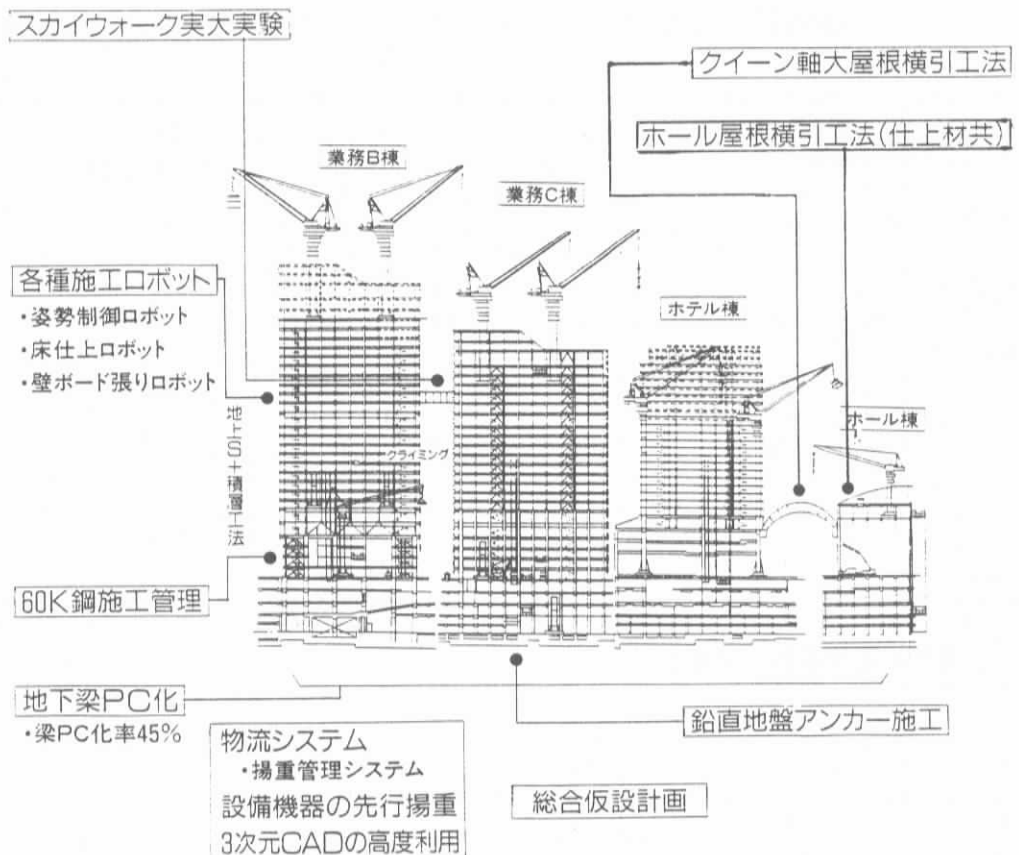 スカイウォーク実大実験
クイーン軸大屋根横引工法
ホール屋根横引工法(仕上材共)
業務B棟
業務C棟
各種施工ロボット
・姿勢制御ロボット
・床仕上ロボット
・壁ボード張りロボット
ホテル棟
ホール棟
地上S+積層工法
クライミング
60K鋼施工管理
地下梁PC化
・梁PC化率45%
鉛直地盤アンカー施工
物流システム
・揚重管理システム
設備機器の先行揚重
3次元CADの高度利用
総合仮設計画